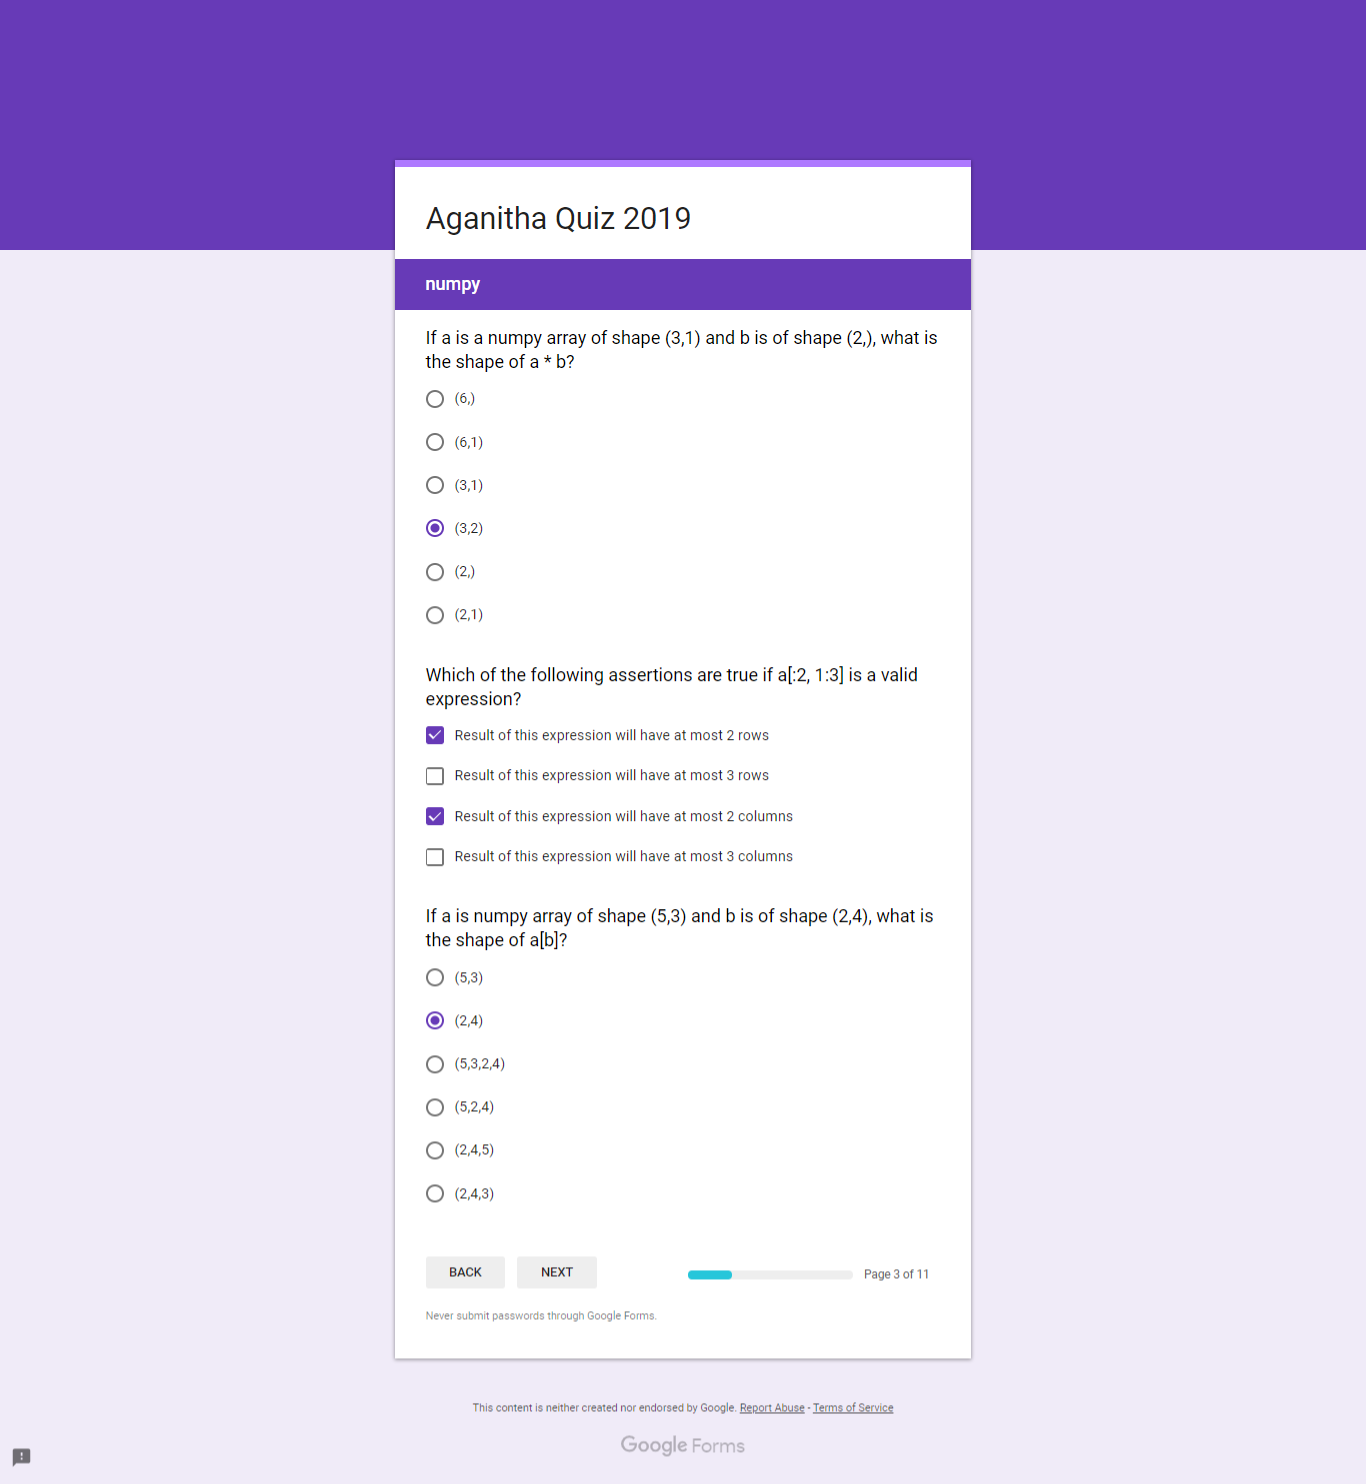 Aganitha Quiz 2019
numpy
If a is a numpy array of shape (3,1) and b is of shape (2,), what is
the shape of a * b?
(6,)
(6,1)
(3,1)
(3,2)
(2,)
(2,1)
Which of the following assertions are true if a[:2, 1:3] is a valid
expression?
Result of this expression will have at most 2 rows
Result of this expression will have at most 3 rows
Result of this expression will have at most 2 columns
Result of this expression will have at most 3 columns
If a is numpy array of shape (5,3) and b is of shape (2,4), what is
the shape of a[b]?
(5,3)
(2,4)
(5,3,2,4)
(5,2,4)
(2,4,5)
(2,4,3)
BACK NEXT Page 3 of 11
Never submit passwords through Google Forms.
This content is neither created nor endorsed by Google. Report Abuse - Terms of Service
Google Forms